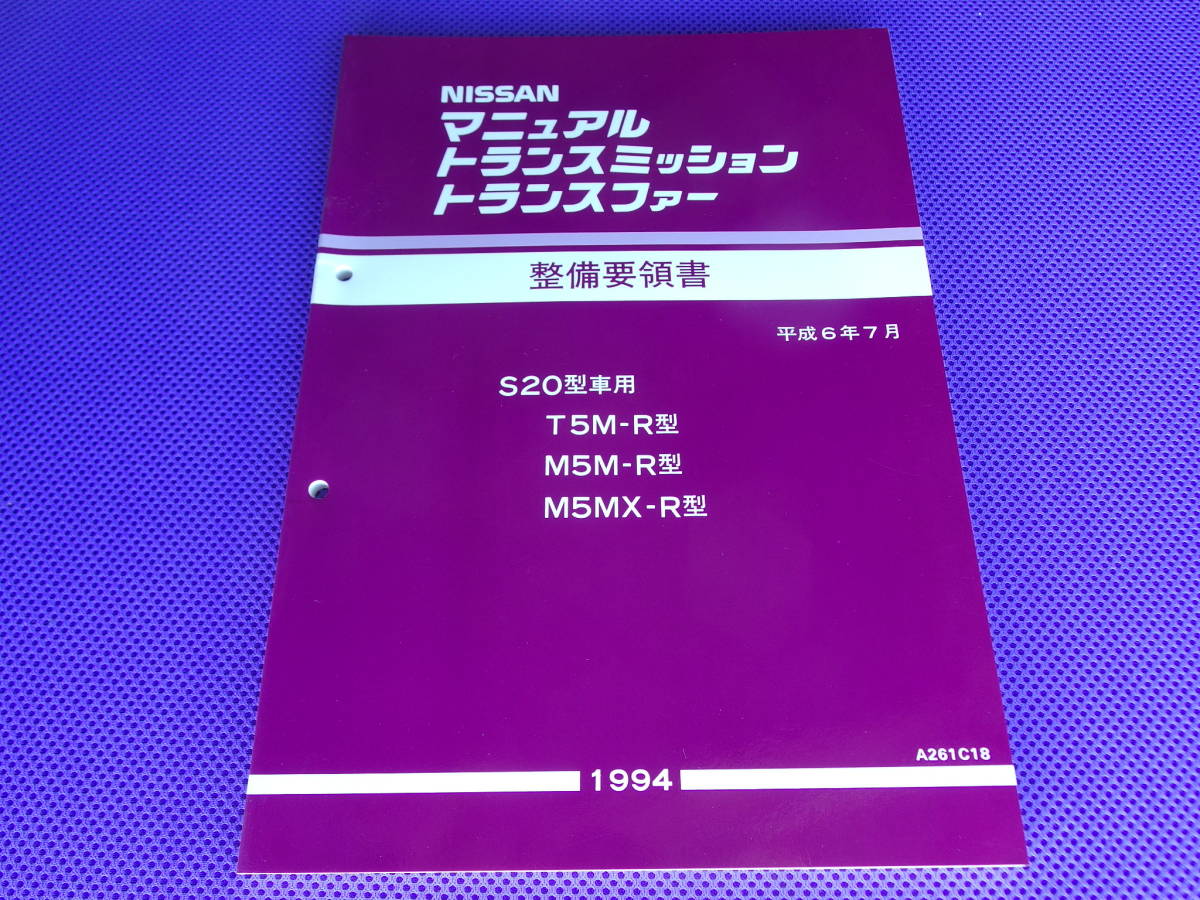 NISSAN
マニュアル
トランスミッション
トランスファー
整備要領書
平成6年7月
S20型車用
T5M-R型
M5M-R型
M5MX-R型
A261C18
1994